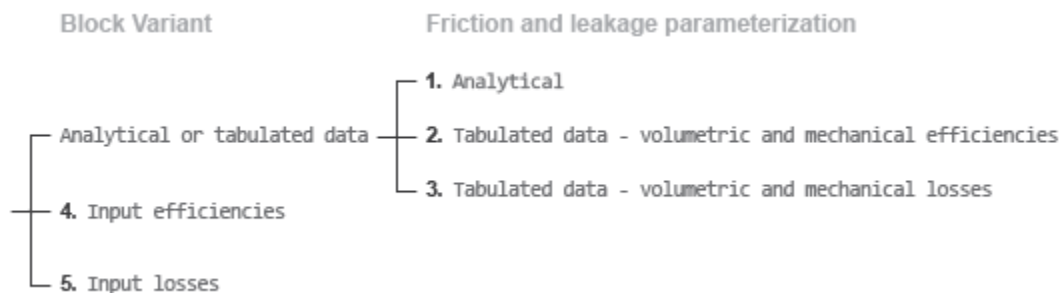 Block Variant
Friction and leakage parameterization
1. Analytical
Analytical or tabulated data
2. Tabulated data - volumetric and mechanical efficiencies
3. Tabulated data - volumetric and mechanical losses
4. Input efficiencies
5. Input losses